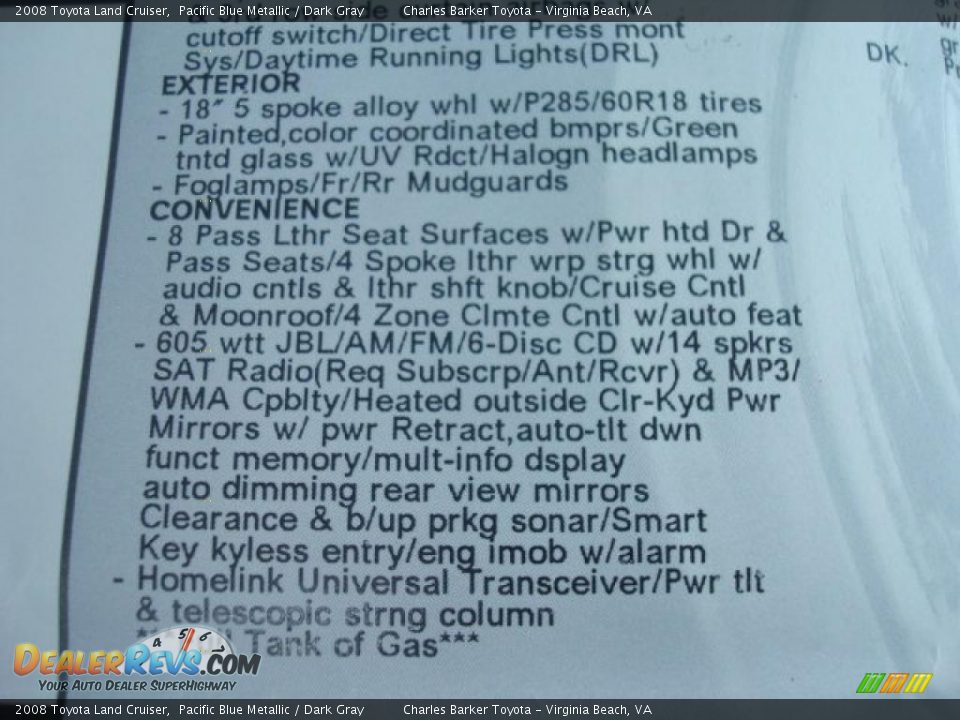 2008 Toyota Land Cruiser,  Pacific Blue Metallic / Dark Gray          Charles Barker Toyota – Virginia Beach, VA
& 3rd row side
cutoff switch/Direct Tire Press mont
Sys/Daytime Running Lights(DRL)
DK.
EXTERIOR
- 18" 5 spoke alloy whl w/P285/60R18 tires
- Painted,color coordinated bmprs/Green
tntd glass w/UV Rdct/Halogn headlamps
- Foglamps/Fr/Rr Mudguards
CONVENIENCE
- 8 Pass Lthr Seat Surfaces w/Pwr htd Dr &
Pass Seats/4 Spoke lthr wrp strg whl w/
audio cntls & lthr shft knob/Cruise Cntl
& Moonroof/4 Zone Clmte Cntl w/auto feat
- 605 wtt JBL/AM/FM/6-Disc CD w/14 spkrs
SAT Radio(Req Subscrp/Ant/Rcvr) & MP3/
WMA Cpblty/Heated outside Clr-Kyd Pwr
Mirrors w/ pwr Retract,auto-tlt dwn
funct memory/mult-info dsplay
auto dimming rear view mirrors
Clearance & b/up prkg sonar/Smart
Key kyless entry/eng imob w/alarm
- Homelink Universal Transceiver/Pwr tlt
& telescopic strng column
Tank of Gas***
4 5 6 7
DealerRevs.com
Your Auto Dealer SuperHighway
2008 Toyota Land Cruiser,  Pacific Blue Metallic / Dark Gray          Charles Barker Toyota – Virginia Beach, VA